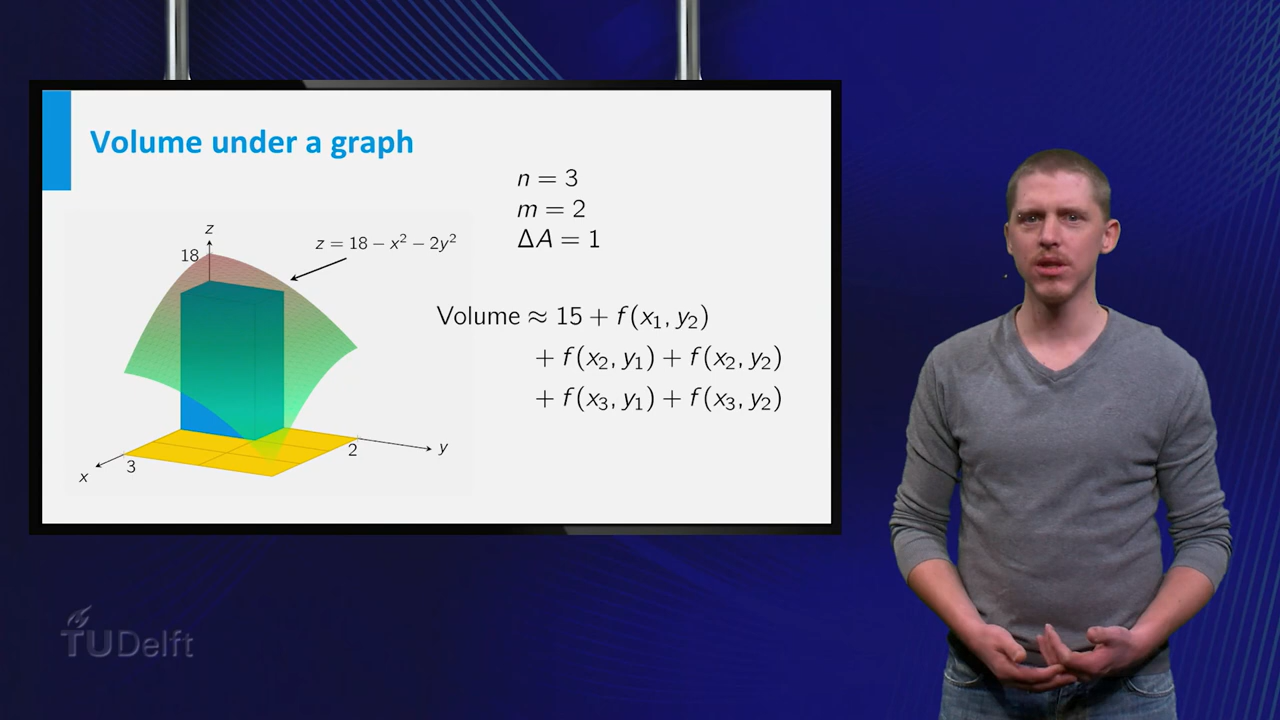 Volume under a graph
n = 3
m = 2
ΔA = 1
z
18
z = 18 − x² − 2y²
Volume ≈ 15 + f(x₁, y₂)
+ f(x₂, y₁) + f(x₂, y₂)
+ f(x₃, y₁) + f(x₃, y₂)
2
y
3
x
TUDelft